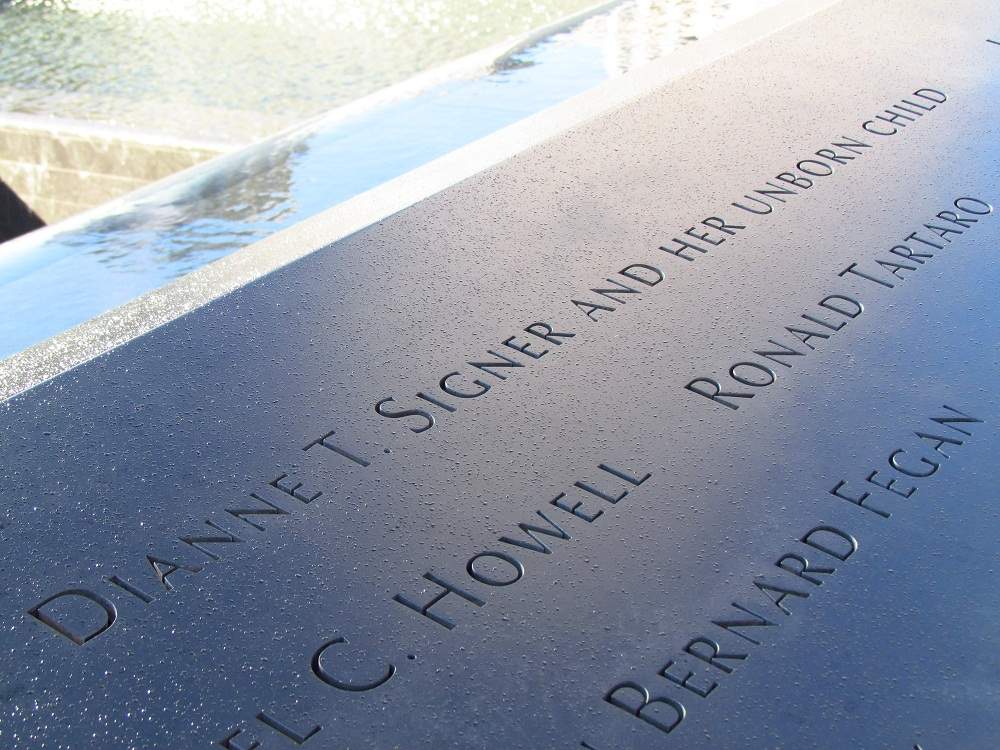 DIANNE T. SIGNER AND HER UNBORN CHILD
C. HOWELL RONALD TARTARO
BERNARD FEGAN